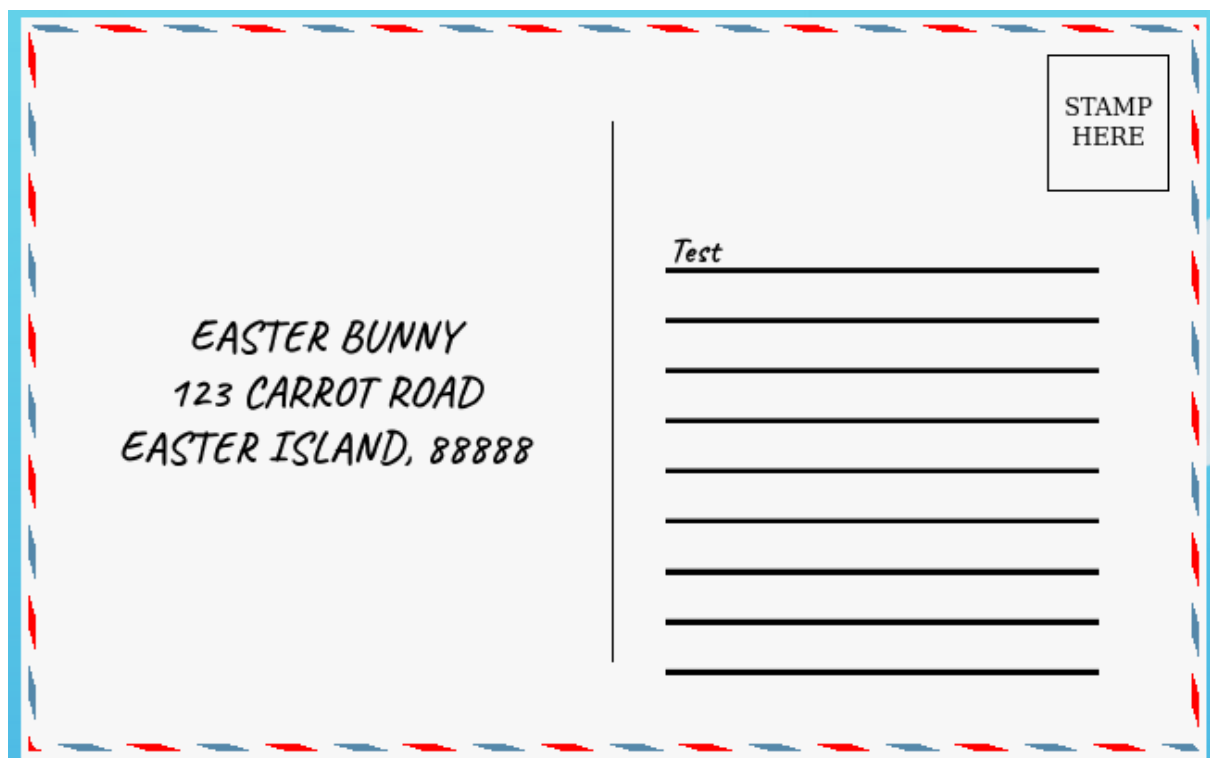 STAMP
HERE
Test
EASTER BUNNY
123 CARROT ROAD
EASTER ISLAND, 88888